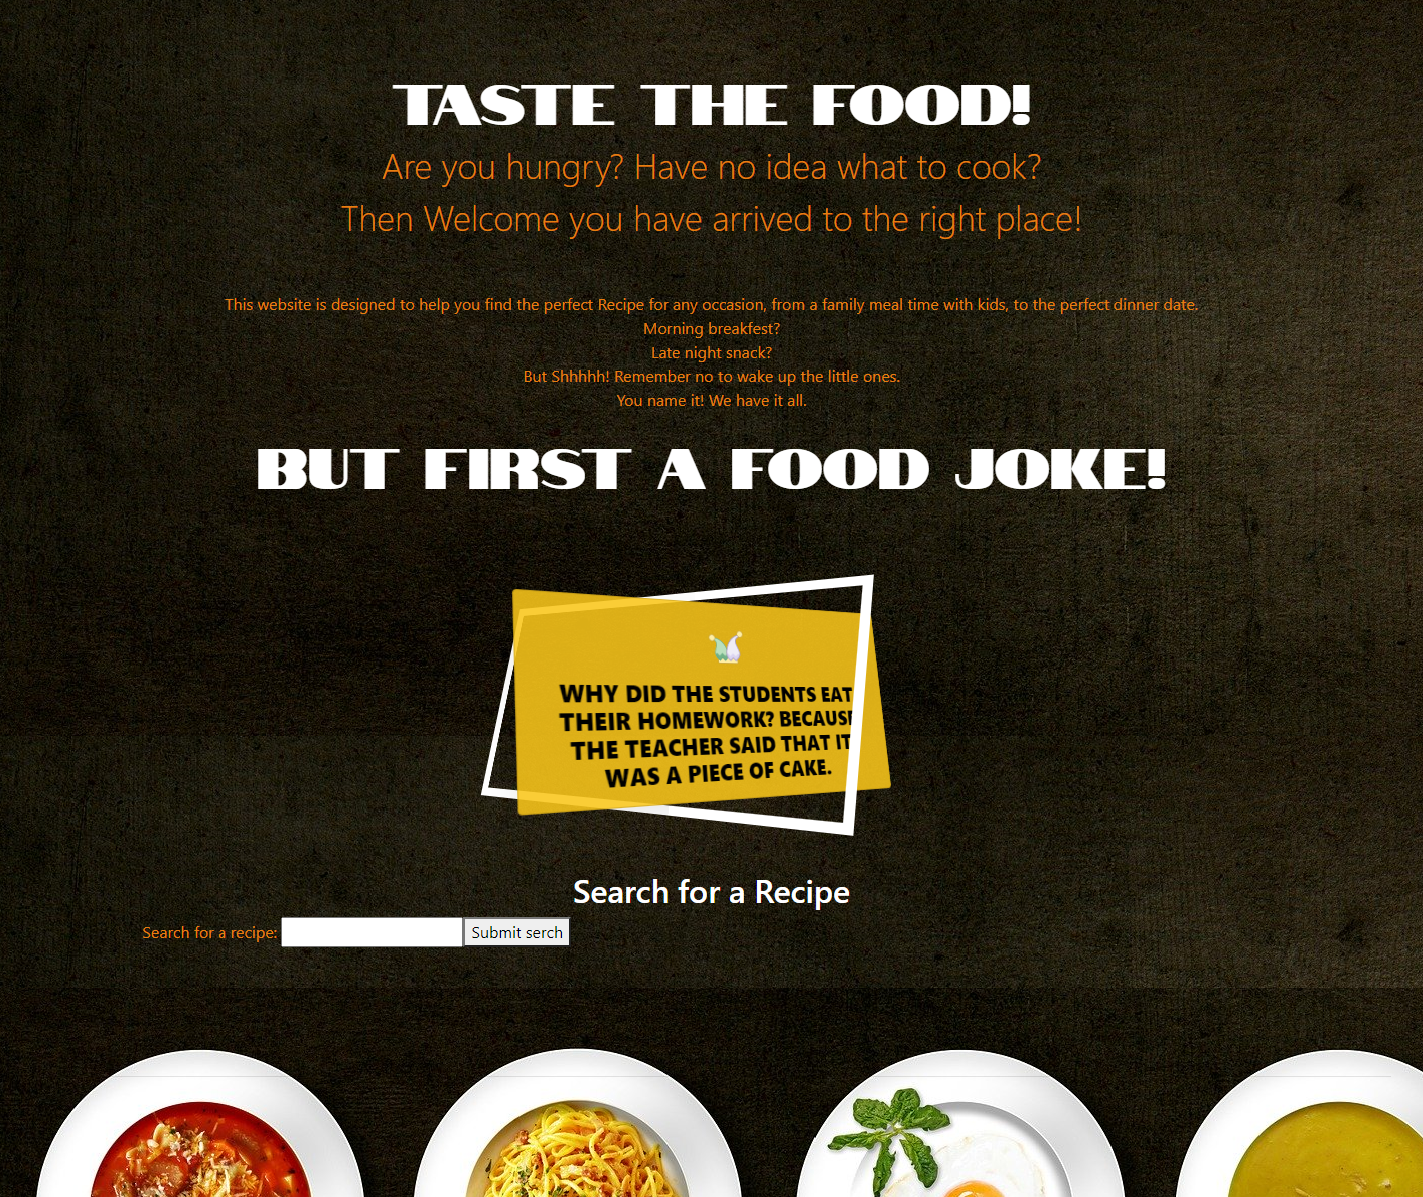 TASTE THE FOOD!
Are you hungry? Have no idea what to cook?
Then Welcome you have arrived to the right place!
This website is designed to help you find the perfect Recipe for any occasion, from a family meal time with kids, to the perfect dinner date.
Morning breakfest?
Late night snack?
But Shhhhh! Remember no to wake up the little ones.
You name it! We have it all.
BUT FIRST A FOOD JOKE!
WHY DID THE STUDENTS EAT
THEIR HOMEWORK? BECAUSE
THE TEACHER SAID THAT IT
WAS A PIECE OF CAKE.
Search for a Recipe
Search for a recipe: Submit serch